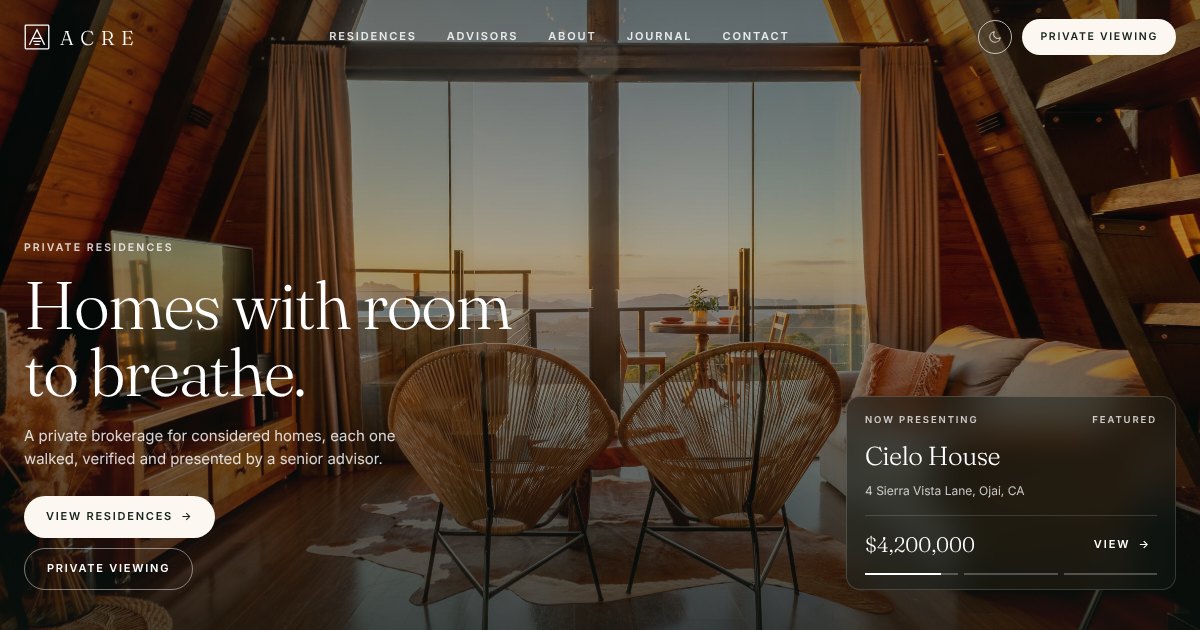 ACRE
RESIDENCES ADVISORS ABOUT JOURNAL CONTACT
PRIVATE VIEWING
PRIVATE RESIDENCES
Homes with room
to breathe.
A private brokerage for considered homes, each one
walked, verified and presented by a senior advisor.
VIEW RESIDENCES →
PRIVATE VIEWING
NOW PRESENTING FEATURED
Cielo House
4 Sierra Vista Lane, Ojai, CA
$4,200,000 VIEW →